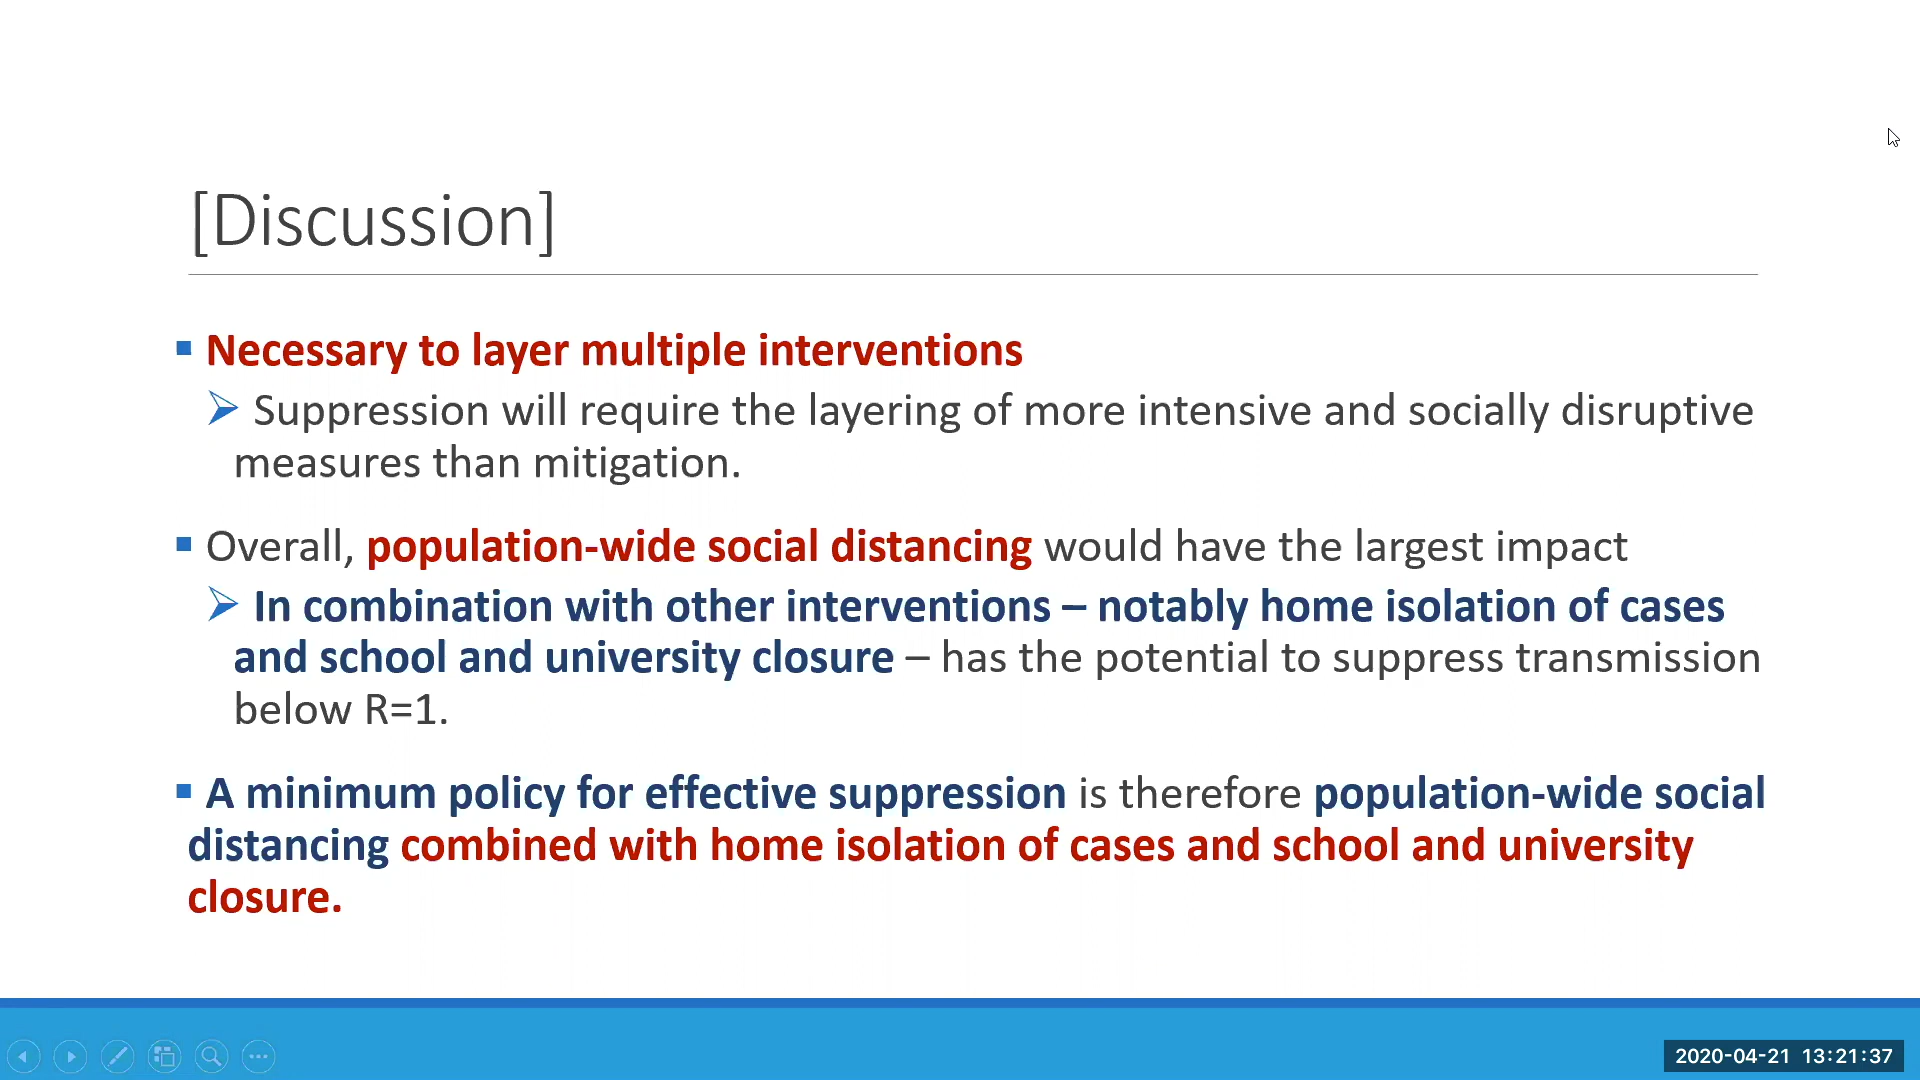 [Discussion]
Necessary to layer multiple interventions
Suppression will require the layering of more intensive and socially disruptive
measures than mitigation.
Overall, population-wide social distancing would have the largest impact
In combination with other interventions – notably home isolation of cases
and school and university closure – has the potential to suppress transmission
below R=1.
A minimum policy for effective suppression is therefore population-wide social
distancing combined with home isolation of cases and school and university
closure.
2020-04-21 13:21:37